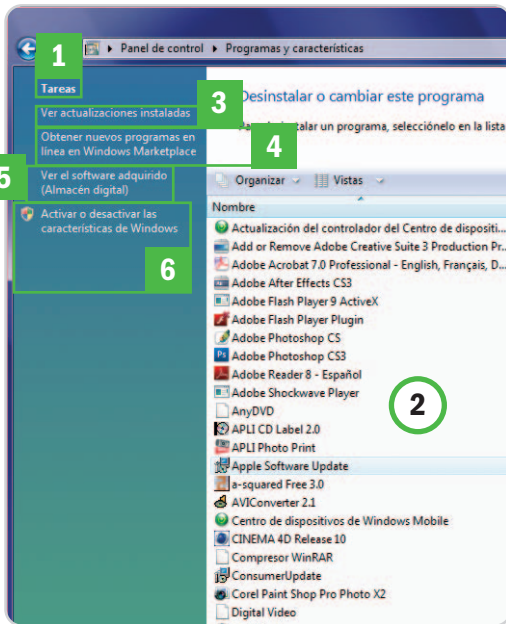 Panel de control ▸ Programas y características
1
Tareas
Ver actualizaciones instaladas
3
Obtener nuevos programas en
línea en Windows Marketplace
4
5
Ver el software adquirido
(Almacén digital)
Activar o desactivar las
características de Windows
6
Desinstalar o cambiar este programa
un programa, selecciónelo en la lista
Organizar
Vistas
Nombre
Actualización del controlador del Centro de dispositi...
Add or Remove Adobe Creative Suite 3 Production Pr...
Adobe Acrobat 7.0 Professional - English, Français, D...
Adobe After Effects CS3
Adobe Flash Player 9 ActiveX
Adobe Flash Player Plugin
Adobe Photoshop CS
Adobe Photoshop CS3
Adobe Reader 8 - Español
Adobe Shockwave Player
2
AnyDVD
APLI CD Label 2.0
APLI Photo Print
Apple Software Update
a-squared Free 3.0
AVIConverter 2.1
Centro de dispositivos de Windows Mobile
CINEMA 4D Release 10
Compresor WinRAR
ConsumerUpdate
Corel Paint Shop Pro Photo X2
Digital Video